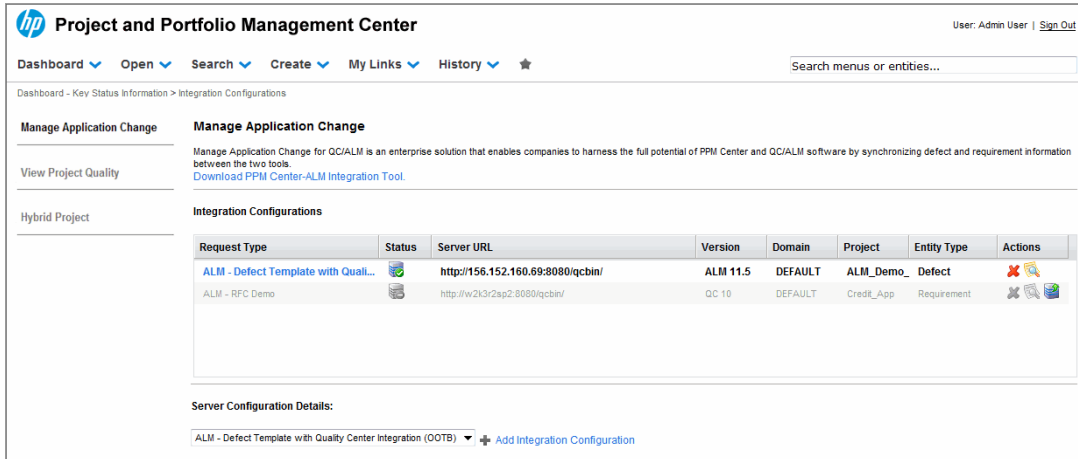 hp Project and Portfolio Management Center
User: Admin User | Sign Out
Dashboard Open Search Create My Links History
Search menus or entities...
Dashboard - Key Status Information > Integration Configurations
Manage Application Change
View Project Quality
Hybrid Project
Manage Application Change
Manage Application Change for QC/ALM is an enterprise solution that enables companies to harness the full potential of PPM Center and QC/ALM software by synchronizing defect and requirement information
between the two tools.
Download PPM Center-ALM Integration Tool.
Integration Configurations
Request Type Status Server URL Version Domain Project Entity Type Actions
ALM - Defect Template with Quali... http://156.152.160.69:8080/qcbin/ ALM 11.5 DEFAULT ALM_Demo_ Defect
ALM - RFC Demo http://w2k3r2sp2:8080/qcbin/ QC 10 DEFAULT Credit_App Requirement
Server Configuration Details:
ALM - Defect Template with Quality Center Integration (OOTB) Add Integration Configuration